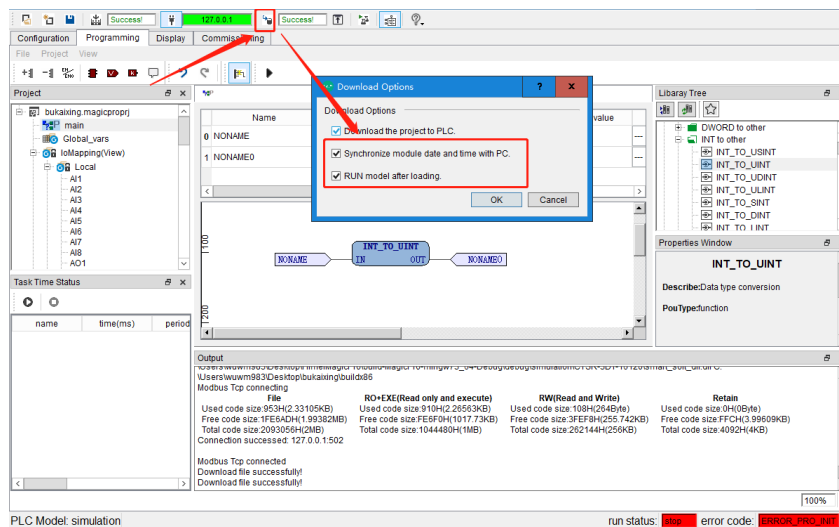 Success!
127.0.0.1
Success!
Configuration Programming Display Commissioning
File Project View
Project
bukaixing.magicproprj
main
Global_vars
IoMapping(View)
Local
AI1
AI2
AI3
AI4
AI5
AI6
AI7
AI8
AO1
Name
value
0 NONAME
1 NONAME0
Download Options
Download Options
Download the project to PLC.
Synchronize module date and time with PC.
RUN model after loading.
OK Cancel
100
INT_TO_UINT
NONAME IN OUT NONAME0
200
Libaray Tree
DWORD to other
INT to other
INT_TO_USINT
INT_TO_UINT
INT_TO_UDINT
INT_TO_ULINT
INT_TO_SINT
INT_TO_DINT
INT_TO_LINT
Properties Window
INT_TO_UINT
Describe:Data type conversion
PouType:function
Task Time Status
name time(ms) period
Output
\Users\wuwm983\Desktop\bukaixing\buildx86
Modbus Tcp connecting
File RO+EXE(Read only and execute) RW(Read and Write) Retain
Used code size:953H(2.33105KB) Used code size:910H(2.26563KB) Used code size:108H(264Byte) Used code size:0H(0Byte)
Free code size:1FE6ADH(1.99382MB) Free code size:FE6F0H(1017.73KB) Free code size:3FEF8H(255.742KB) Free code size:FFCH(3.99609KB)
Total code size:2093056H(2MB) Total code size:1044480H(1MB) Total code size:262144H(256KB) Total code size:4092H(4KB)
Connection successed: 127.0.0.1:502
Modbus Tcp connected
Download file successfully!
Download file successfully!
100%
PLC Model: simulation run status: stop error code: ERROR_PRO_INIT